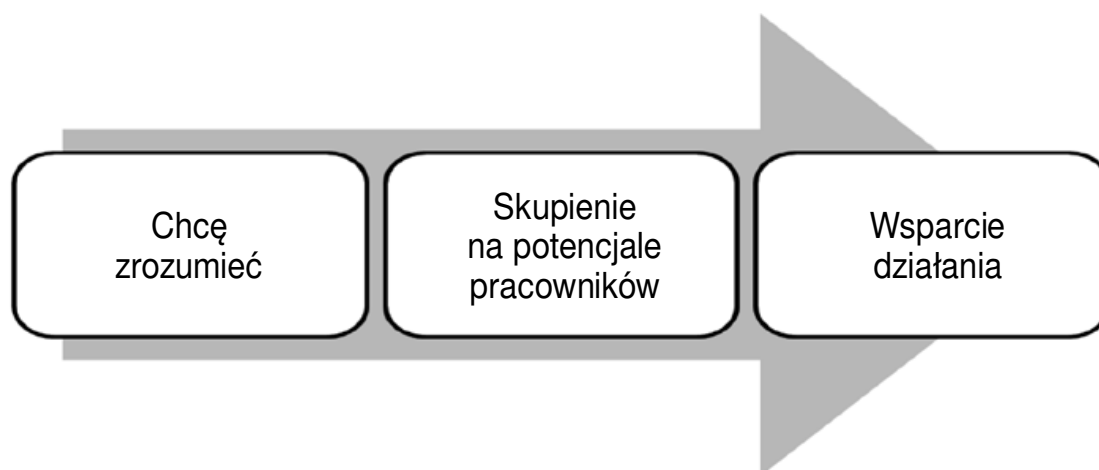 Chcę
zrozumieć
Skupienie
na potencjale
pracowników
Wsparcie
działania